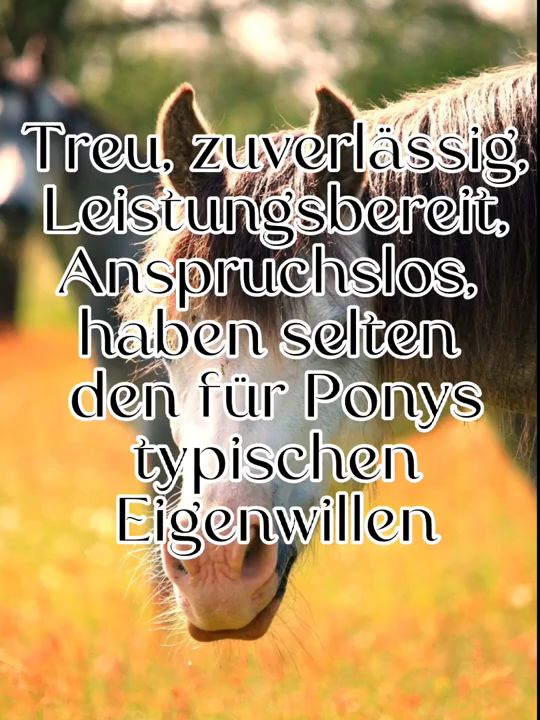 Treu, zuverlässig,
Leistungsbereit,
Anspruchslos,
haben selten
den für Ponys
typischen
Eigenwillen